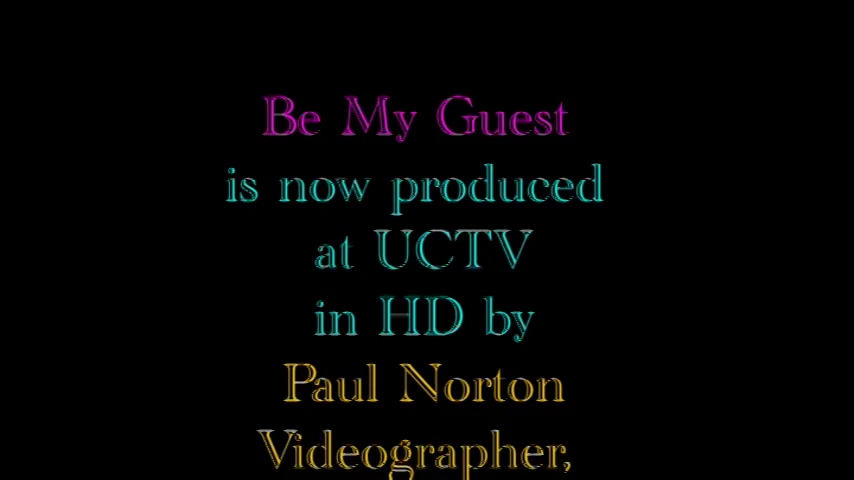 Be My Guest
is now produced
at UCTV
in HD by
Paul Norton
Videographer,